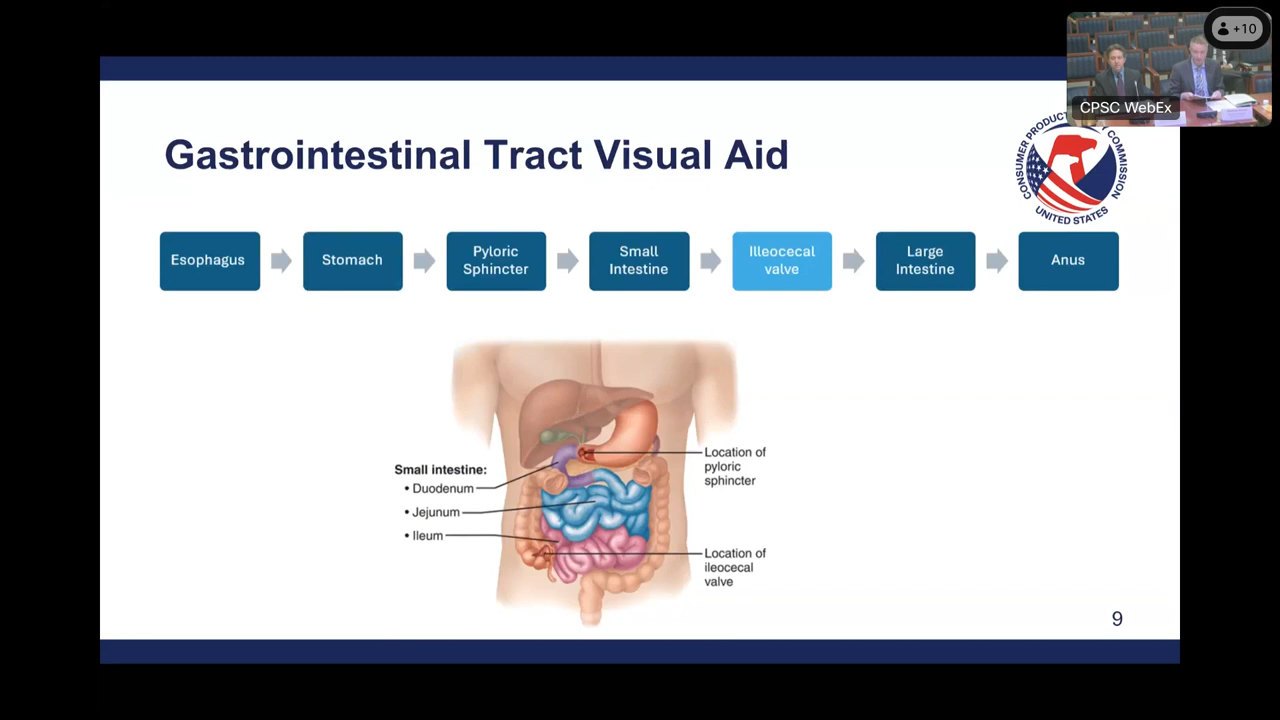 +10
CPSC WebEx
Gastrointestinal Tract Visual Aid
CONSUMER PRODUCT COMMISSION
UNITED STATES
Esophagus
Stomach
Pyloric
Sphincter
Small
Intestine
Illeocecal
valve
Large
Intestine
Anus
Small intestine:
• Duodenum
• Jejunum
• Ileum
Location of
pyloric
sphincter
Location of
ileocecal
valve
9